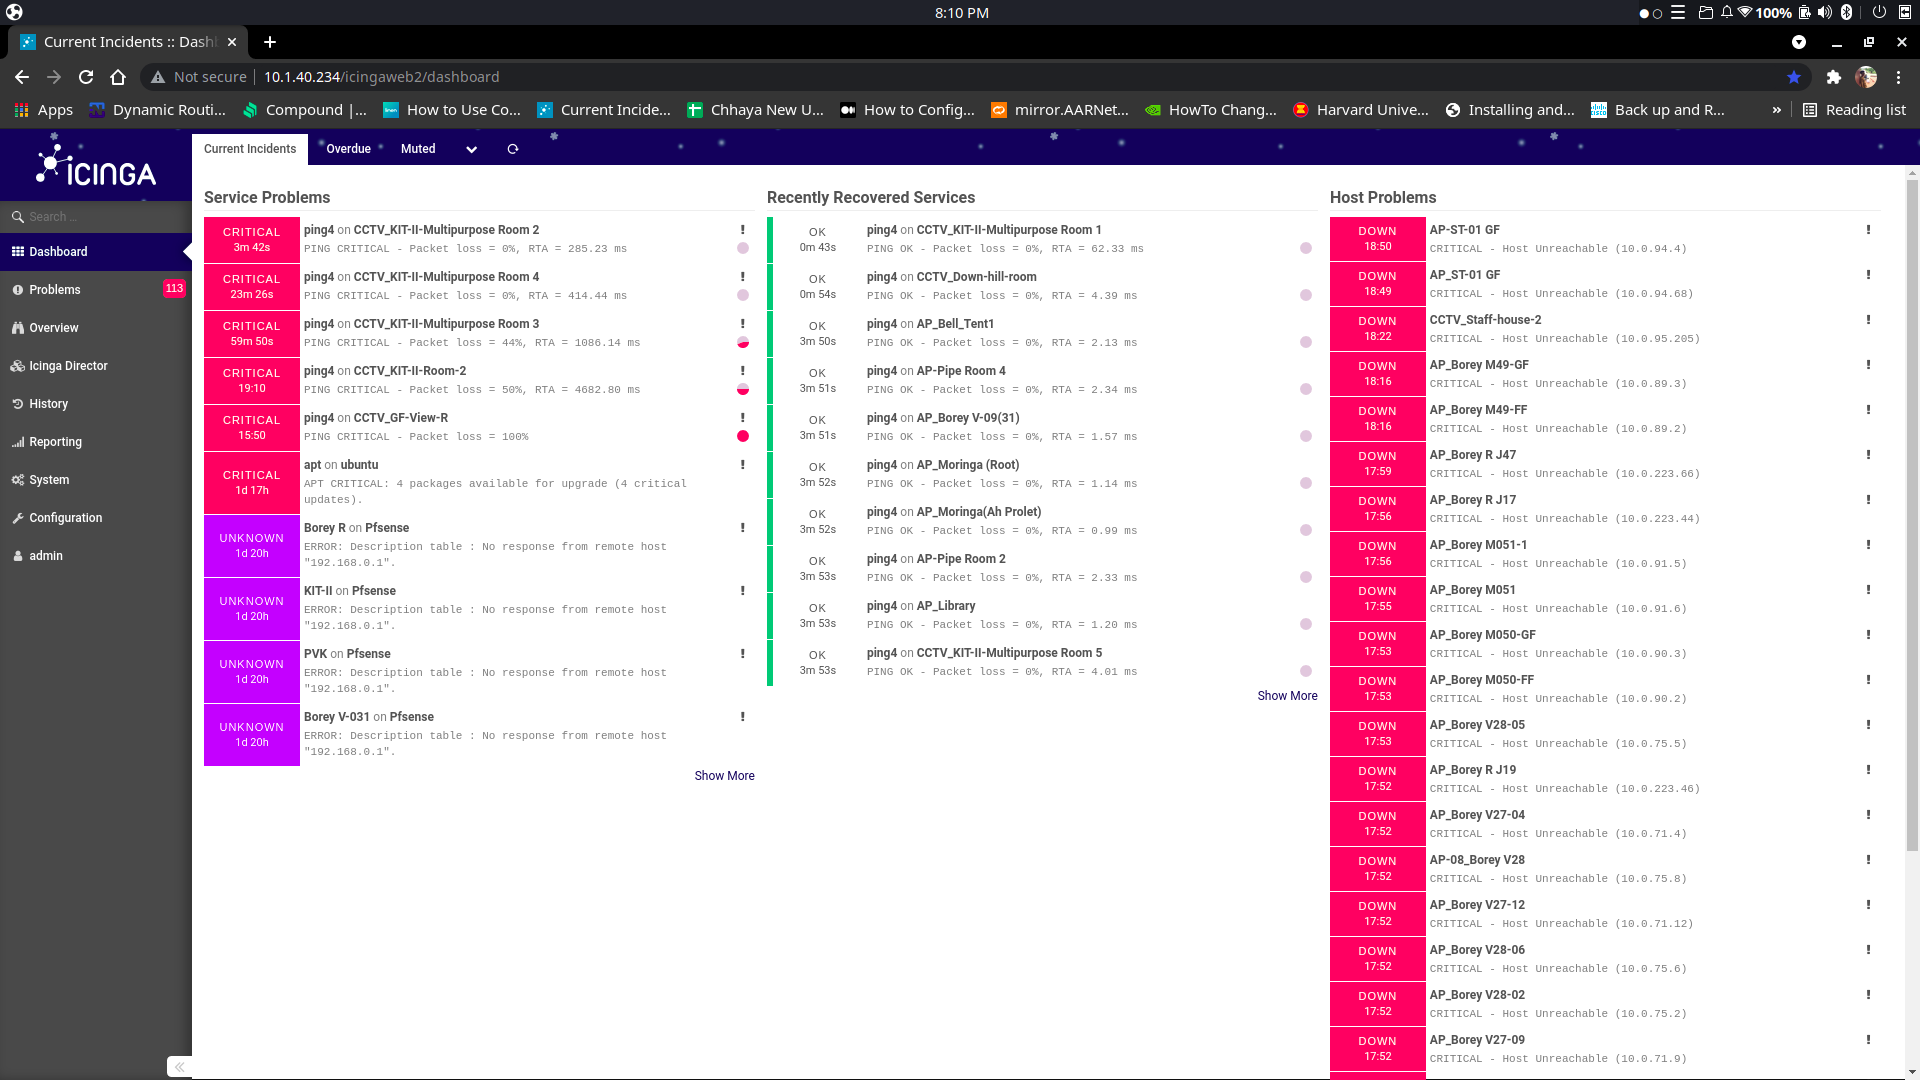 8:10 PM
100%
Current Incidents :: Dash
Not secure
10.1.40.234/icingaweb2/dashboard
Apps
Dynamic Routi...
Compound |...
How to Use Co...
Current Incide...
Chhaya New U...
How to Config...
mirror.AARNet...
HowTo Chang...
Harvard Unive...
Installing and...
Back up and R...
»
Reading list
ICINGA
Search ...
Dashboard
Problems
113
Overview
Icinga Director
History
Reporting
System
Configuration
admin
Current Incidents
Overdue
Muted
Service Problems
CRITICAL
3m 42s
ping4 on CCTV_KIT-II-Multipurpose Room 2
PING CRITICAL - Packet loss = 0%, RTA = 285.23 ms
CRITICAL
23m 26s
ping4 on CCTV_KIT-II-Multipurpose Room 4
PING CRITICAL - Packet loss = 0%, RTA = 414.44 ms
CRITICAL
59m 50s
ping4 on CCTV_KIT-II-Multipurpose Room 3
PING CRITICAL - Packet loss = 44%, RTA = 1086.14 ms
CRITICAL
19:10
ping4 on CCTV_KIT-II-Room-2
PING CRITICAL - Packet loss = 50%, RTA = 4682.80 ms
CRITICAL
15:50
ping4 on CCTV_GF-View-R
PING CRITICAL - Packet loss = 100%
CRITICAL
1d 17h
apt on ubuntu
APT CRITICAL: 4 packages available for upgrade (4 critical
updates).
UNKNOWN
1d 20h
Borey R on Pfsense
ERROR: Description table : No response from remote host
"192.168.0.1".
UNKNOWN
1d 20h
KIT-II on Pfsense
ERROR: Description table : No response from remote host
"192.168.0.1".
UNKNOWN
1d 20h
PVK on Pfsense
ERROR: Description table : No response from remote host
"192.168.0.1".
UNKNOWN
1d 20h
Borey V-031 on Pfsense
ERROR: Description table : No response from remote host
"192.168.0.1".
Show More
Recently Recovered Services
OK
0m 43s
ping4 on CCTV_KIT-II-Multipurpose Room 1
PING OK - Packet loss = 0%, RTA = 62.33 ms
OK
0m 54s
ping4 on CCTV_Down-hill-room
PING OK - Packet loss = 0%, RTA = 4.39 ms
OK
3m 50s
ping4 on AP_Bell_Tent1
PING OK - Packet loss = 0%, RTA = 2.13 ms
OK
3m 51s
ping4 on AP-Pipe Room 4
PING OK - Packet loss = 0%, RTA = 2.34 ms
OK
3m 51s
ping4 on AP_Borey V-09(31)
PING OK - Packet loss = 0%, RTA = 1.57 ms
OK
3m 52s
ping4 on AP_Moringa (Root)
PING OK - Packet loss = 0%, RTA = 1.14 ms
OK
3m 52s
ping4 on AP_Moringa(Ah Prolet)
PING OK - Packet loss = 0%, RTA = 0.99 ms
OK
3m 53s
ping4 on AP-Pipe Room 2
PING OK - Packet loss = 0%, RTA = 2.33 ms
OK
3m 53s
ping4 on AP_Library
PING OK - Packet loss = 0%, RTA = 1.20 ms
OK
3m 53s
ping4 on CCTV_KIT-II-Multipurpose Room 5
PING OK - Packet loss = 0%, RTA = 4.01 ms
Show More
Host Problems
DOWN
18:50
AP-ST-01 GF
CRITICAL - Host Unreachable (10.0.94.4)
DOWN
18:49
AP_ST-01 GF
CRITICAL - Host Unreachable (10.0.94.68)
DOWN
18:22
CCTV_Staff-house-2
CRITICAL - Host Unreachable (10.0.95.205)
DOWN
18:16
AP_Borey M49-GF
CRITICAL - Host Unreachable (10.0.89.3)
DOWN
18:16
AP_Borey M49-FF
CRITICAL - Host Unreachable (10.0.89.2)
DOWN
17:59
AP_Borey R J47
CRITICAL - Host Unreachable (10.0.223.66)
DOWN
17:56
AP_Borey R J17
CRITICAL - Host Unreachable (10.0.223.44)
DOWN
17:56
AP_Borey M051-1
CRITICAL - Host Unreachable (10.0.91.5)
DOWN
17:55
AP_Borey M051
CRITICAL - Host Unreachable (10.0.91.6)
DOWN
17:53
AP_Borey M050-GF
CRITICAL - Host Unreachable (10.0.90.3)
DOWN
17:53
AP_Borey M050-FF
CRITICAL - Host Unreachable (10.0.90.2)
DOWN
17:53
AP_Borey V28-05
CRITICAL - Host Unreachable (10.0.75.5)
DOWN
17:52
AP_Borey R J19
CRITICAL - Host Unreachable (10.0.223.46)
DOWN
17:52
AP_Borey V27-04
CRITICAL - Host Unreachable (10.0.71.4)
DOWN
17:52
AP-08_Borey V28
CRITICAL - Host Unreachable (10.0.75.8)
DOWN
17:52
AP_Borey V27-12
CRITICAL - Host Unreachable (10.0.71.12)
DOWN
17:52
AP_Borey V28-06
CRITICAL - Host Unreachable (10.0.75.6)
DOWN
17:52
AP_Borey V28-02
CRITICAL - Host Unreachable (10.0.75.2)
DOWN
17:52
AP_Borey V27-09
CRITICAL - Host Unreachable (10.0.71.9)